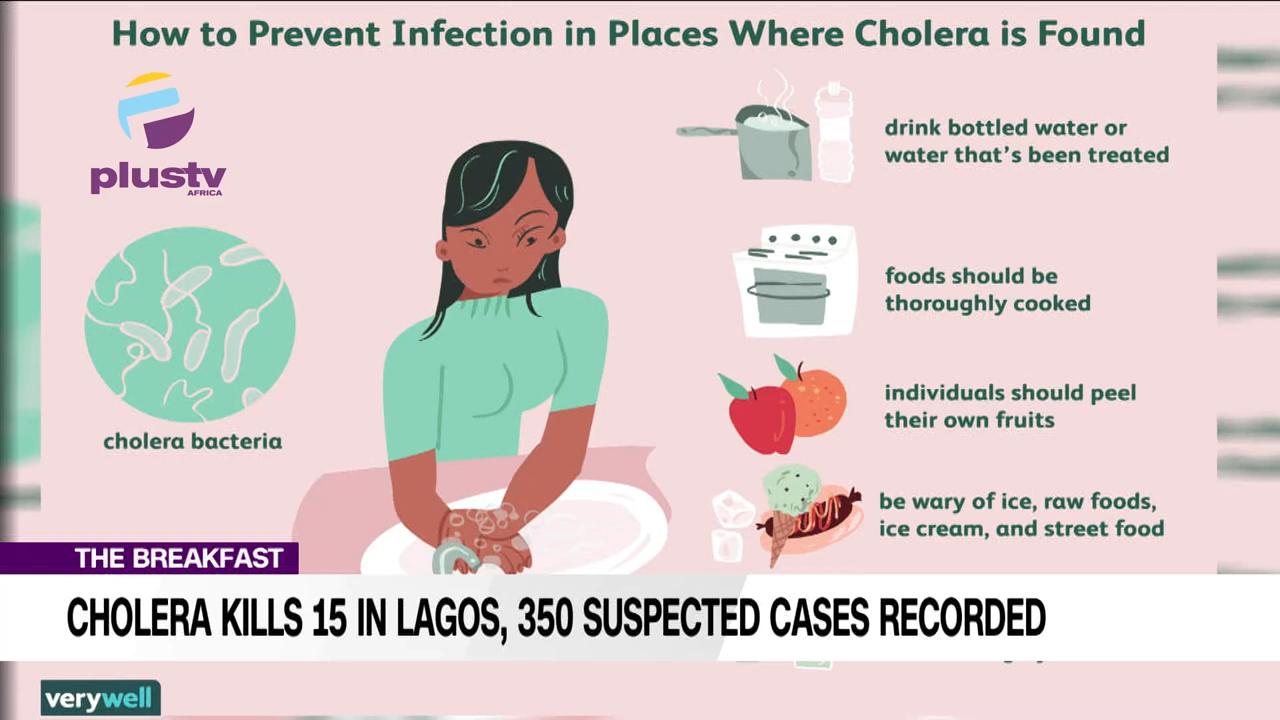 How to Prevent Infection in Places Where Cholera is Found
plustv
AFRICA
drink bottled water or
water that's been treated
foods should be
thoroughly cooked
cholera bacteria
individuals should peel
their own fruits
be wary of ice, raw foods,
ice cream, and street food
THE BREAKFAST
CHOLERA KILLS 15 IN LAGOS, 350 SUSPECTED CASES RECORDED
verywell